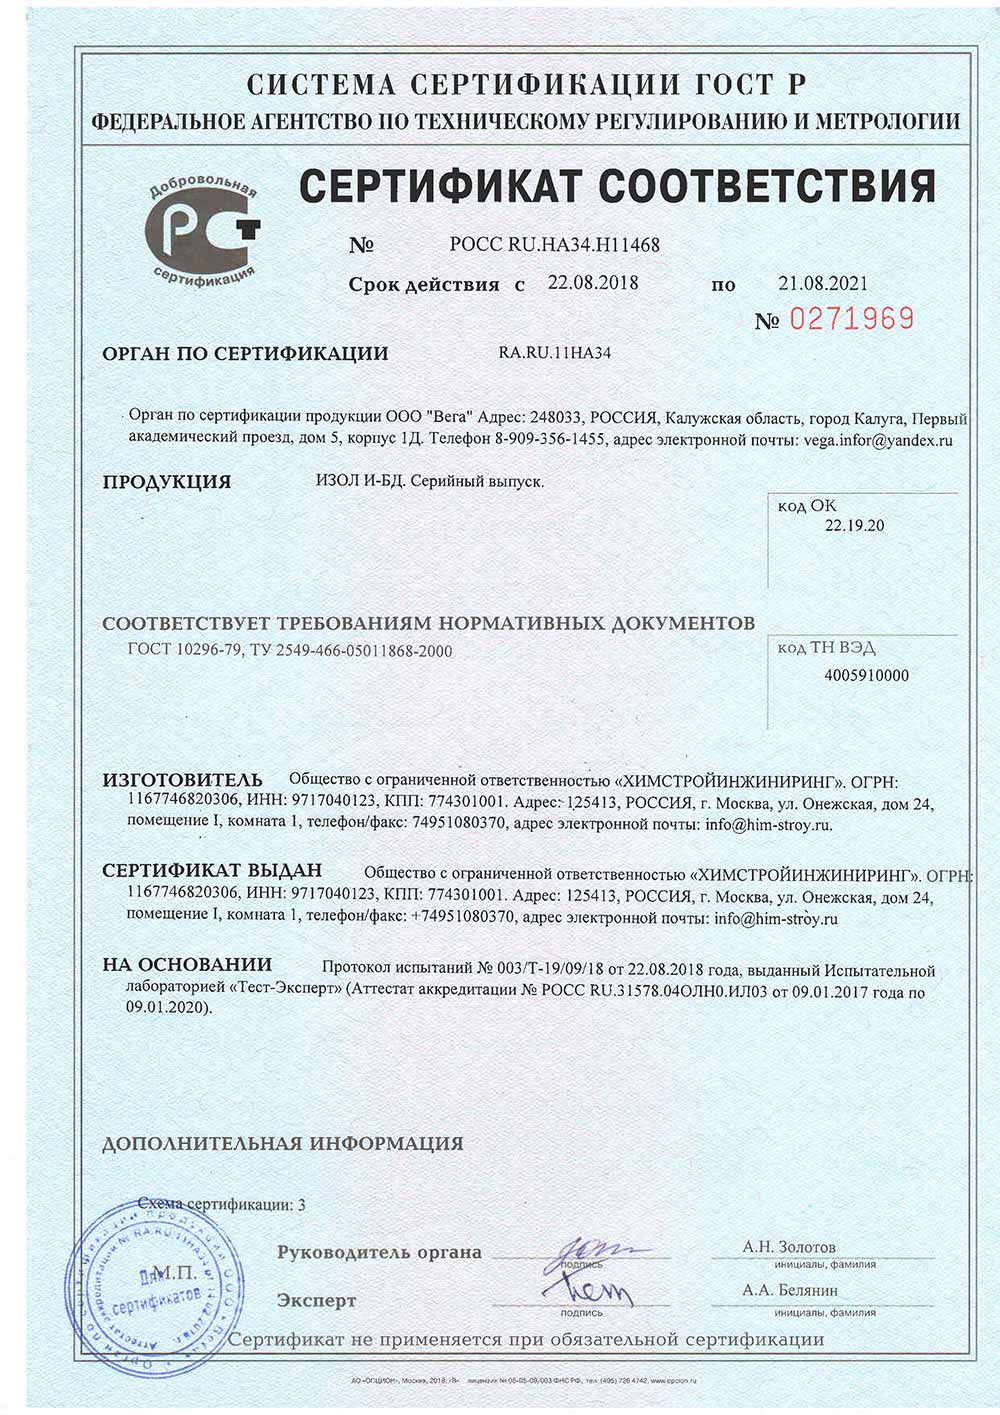 СИСТЕМА СЕРТИФИКАЦИИ ГОСТ Р
ФЕДЕРАЛЬНОЕ АГЕНТСТВО ПО ТЕХНИЧЕСКОМУ РЕГУЛИРОВАНИЮ И МЕТРОЛОГИИ
Добровольная
РСТ
сертификация
СЕРТИФИКАТ СООТВЕТСТВИЯ
№ РОСС RU.НА34.Н11468
Срок действия с 22.08.2018 по 21.08.2021
№ 0271969
ОРГАН ПО СЕРТИФИКАЦИИ RA.RU.11НА34
Орган по сертификации продукции ООО "Вега" Адрес: 248033, РОССИЯ, Калужская область, город Калуга, Первый
академический проезд, дом 5, корпус 1Д. Телефон 8-909-356-1455, адрес электронной почты: vega.infor@yandex.ru
ПРОДУКЦИЯ ИЗОЛ И-БД. Серийный выпуск.
код ОК
22.19.20
СООТВЕТСТВУЕТ ТРЕБОВАНИЯМ НОРМАТИВНЫХ ДОКУМЕНТОВ
ГОСТ 10296-79, ТУ 2549-466-05011868-2000
код ТН ВЭД
4005910000
ИЗГОТОВИТЕЛЬ Общество с ограниченной ответственностью «ХИМСТРОЙИНЖИНИРИНГ». ОГРН:
1167746820306, ИНН: 9717040123, КПП: 774301001. Адрес: 125413, РОССИЯ, г. Москва, ул. Онежская, дом 24,
помещение I, комната 1, телефон/факс: 74951080370, адрес электронной почты: info@him-stroy.ru.
СЕРТИФИКАТ ВЫДАН Общество с ограниченной ответственностью «ХИМСТРОЙИНЖИНИРИНГ». ОГРН:
1167746820306, ИНН: 9717040123, КПП: 774301001. Адрес: 125413, РОССИЯ, г. Москва, ул. Онежская, дом 24,
помещение I, комната 1, телефон/факс: +74951080370, адрес электронной почты: info@him-stroy.ru
НА ОСНОВАНИИ Протокол испытаний № 003/Т-19/09/18 от 22.08.2018 года, выданный Испытательной
лабораторией «Тест-Эксперт» (Аттестат аккредитации № РОСС RU.31578.04ОЛН0.ИЛ03 от 09.01.2017 года по
09.01.2020).
ДОПОЛНИТЕЛЬНАЯ ИНФОРМАЦИЯ
Схема сертификации: 3
М.П.
Для
сертификатов
Руководитель органа
подпись
А.Н. Золотов
инициалы, фамилия
Эксперт
подпись
А.А. Белянин
инициалы, фамилия
Сертификат не применяется при обязательной сертификации
АО «ОПЦИОН», Москва, 2018, «В» лицензия № 05-05-09/003 ФНС РФ, тел. (495) 726 4742, www.opcion.ru